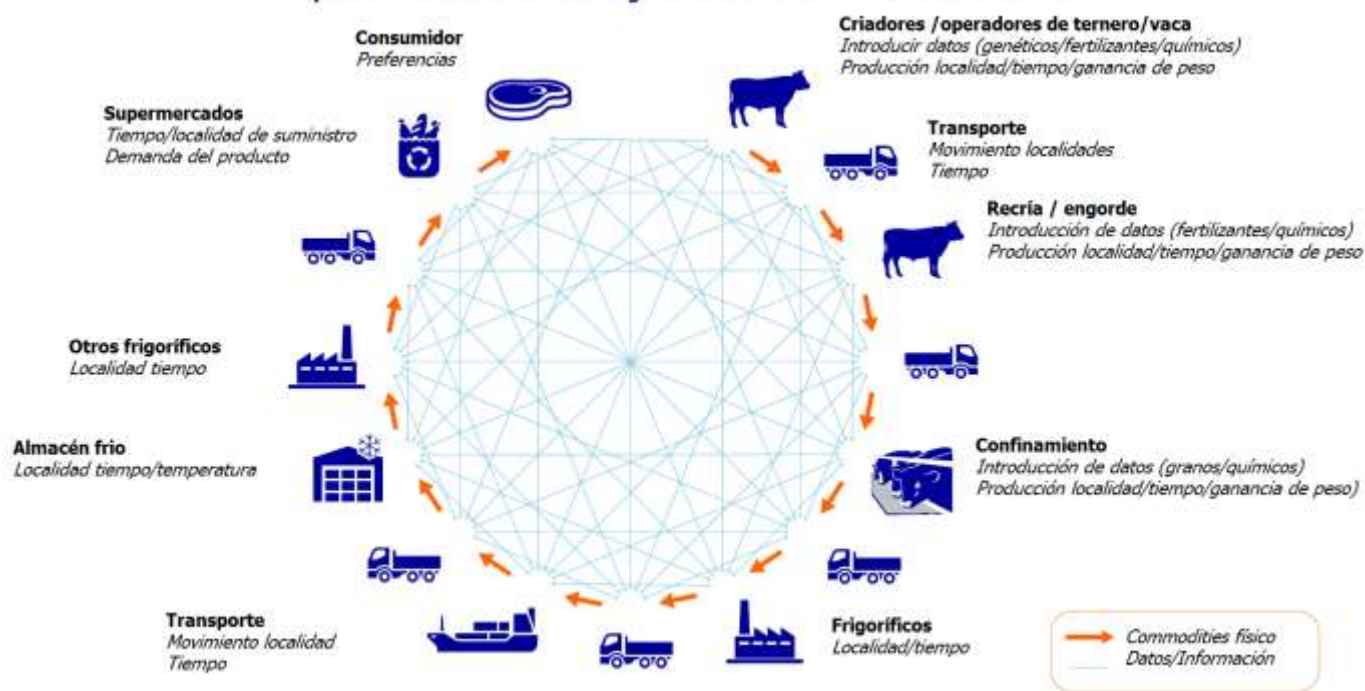 Consumidor
Preferencias
Criadores /operadores de ternero/vaca
Introducir datos (genéticos/fertilizantes/químicos)
Producción localidad/tiempo/ganancia de peso
Supermercados
Tiempo/localidad de suministro
Demanda del producto
Transporte
Movimiento localidades
Tiempo
Recría / engorde
Introducción de datos (fertilizantes/químicos)
Producción localidad/tiempo/ganancia de peso
Otros frigoríficos
Localidad tiempo
Almacén frio
Localidad tiempo/temperatura
Confinamiento
Introducción de datos (granos/químicos)
Producción localidad/tiempo/ganancia de peso)
Transporte
Movimiento localidad
Tiempo
Frigoríficos
Localidad/tiempo
Commodities físico
Datos/Información